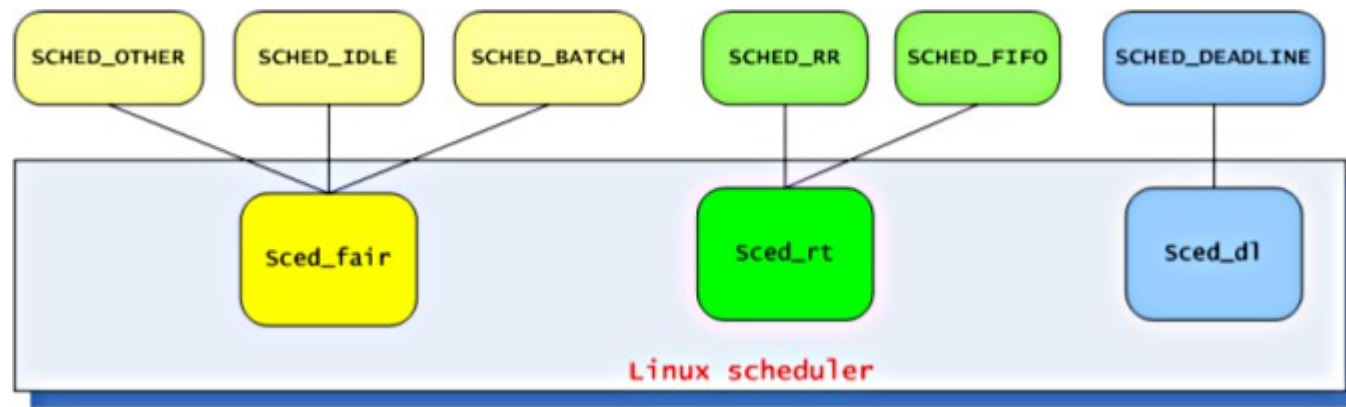 SCHED_OTHER
SCHED_IDLE
SCHED_BATCH
SCHED_RR
SCHED_FIFO
SCHED_DEADLINE
Sced_fair
Sced_rt
Sced_dl
Linux scheduler